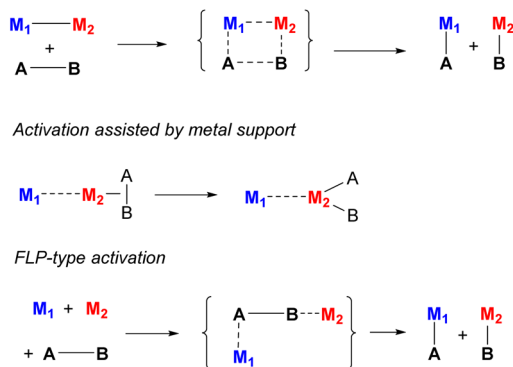 M1 M2 M1 M2 M1 M2
+ +
A B A B A B
Activation assisted by metal support
A A
M1 M2 M1 M2
B B
FLP-type activation
M1 + M2 A B M2 M1 M2
+ A B + 
M1 A B